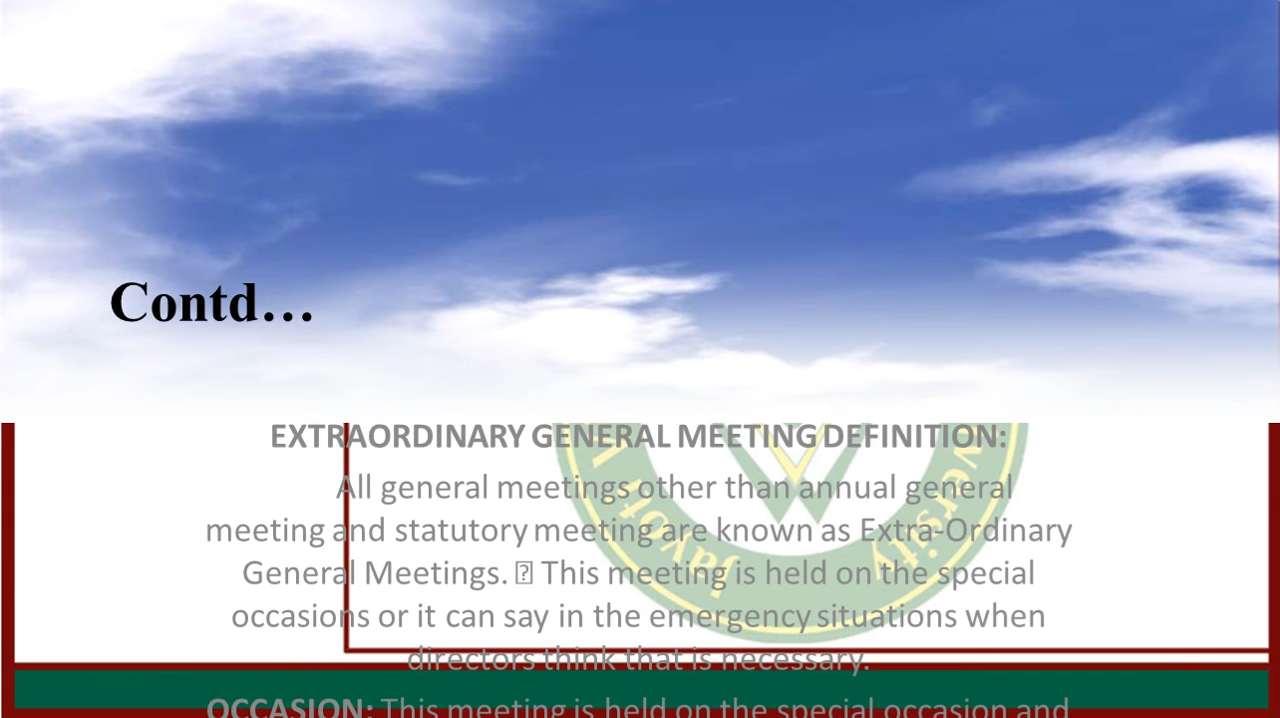 Contd…
EXTRAORDINARY GENERAL MEETING DEFINITION:
All general meetings other than annual general
meeting and statutory meeting are known as Extra-Ordinary
General Meetings. This meeting is held on the special
occasions or it can say in the emergency situations when
directors think that is necessary.
OCCASION: This meeting is held on the special occasion and
Jayoti versity